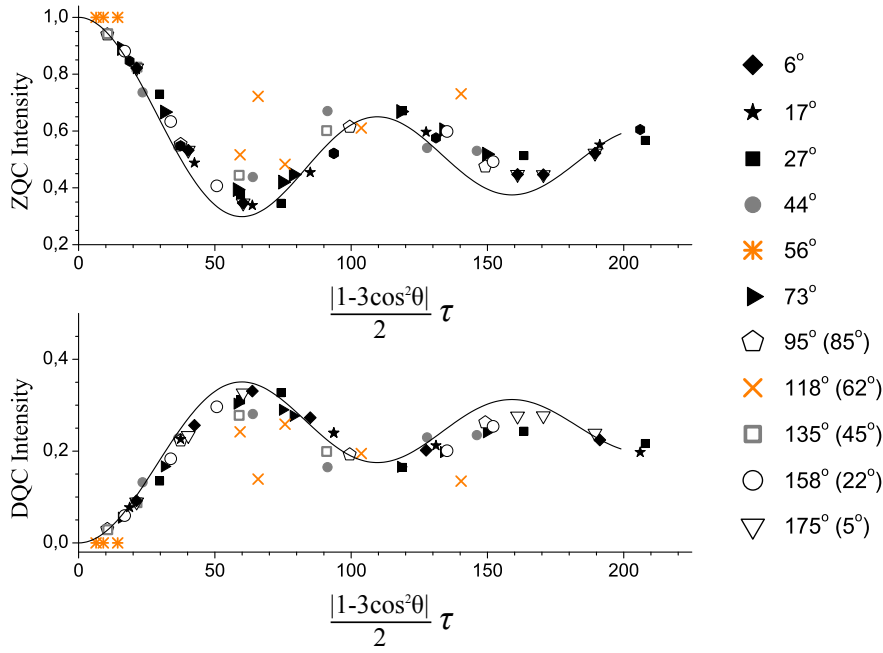 1,0
0,8
0,6
0,4
0,2
ZQC Intensity
0 50 100 150 200
|1-3cos²θ|
2 τ
0,4
0,2
0,0
DQC Intensity
0 50 100 150 200
|1-3cos²θ|
2 τ
6°
17°
27°
44°
56°
73°
95° (85°)
118° (62°)
135° (45°)
158° (22°)
175° (5°)